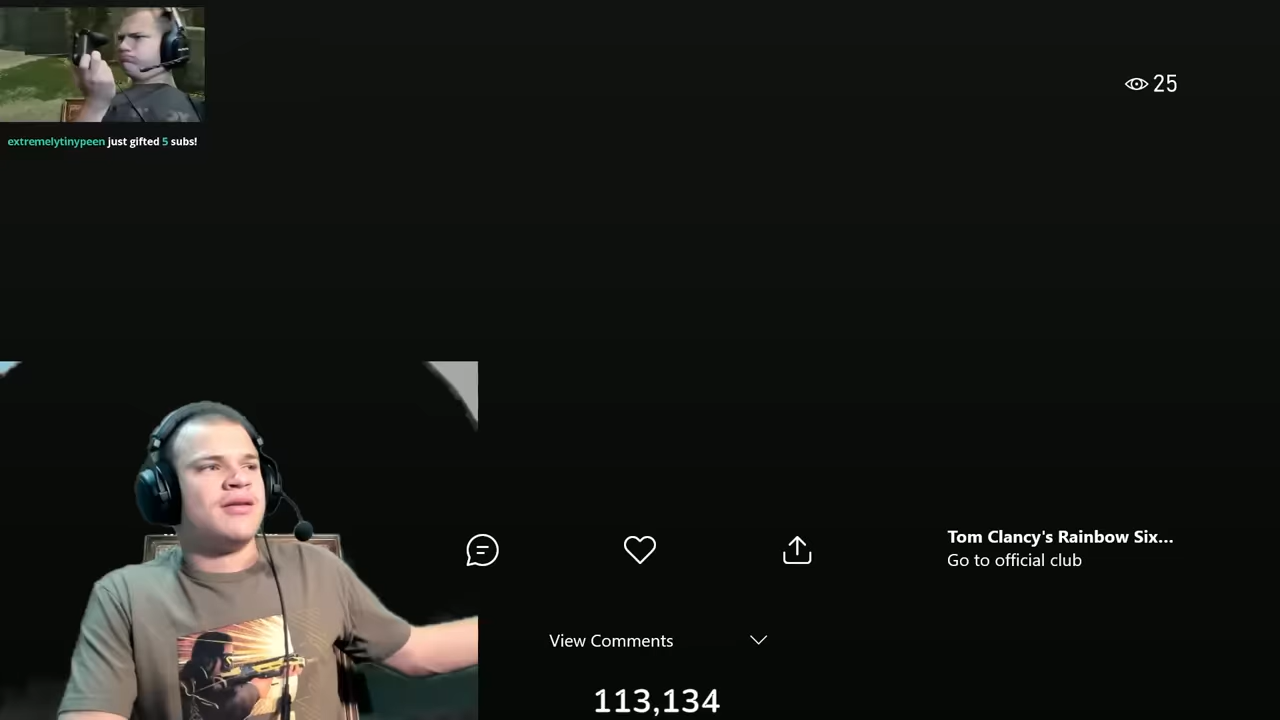 25
extremelytinypeen just gifted 5 subs!
Tom Clancy's Rainbow Six...
Go to official club
View Comments
113,134